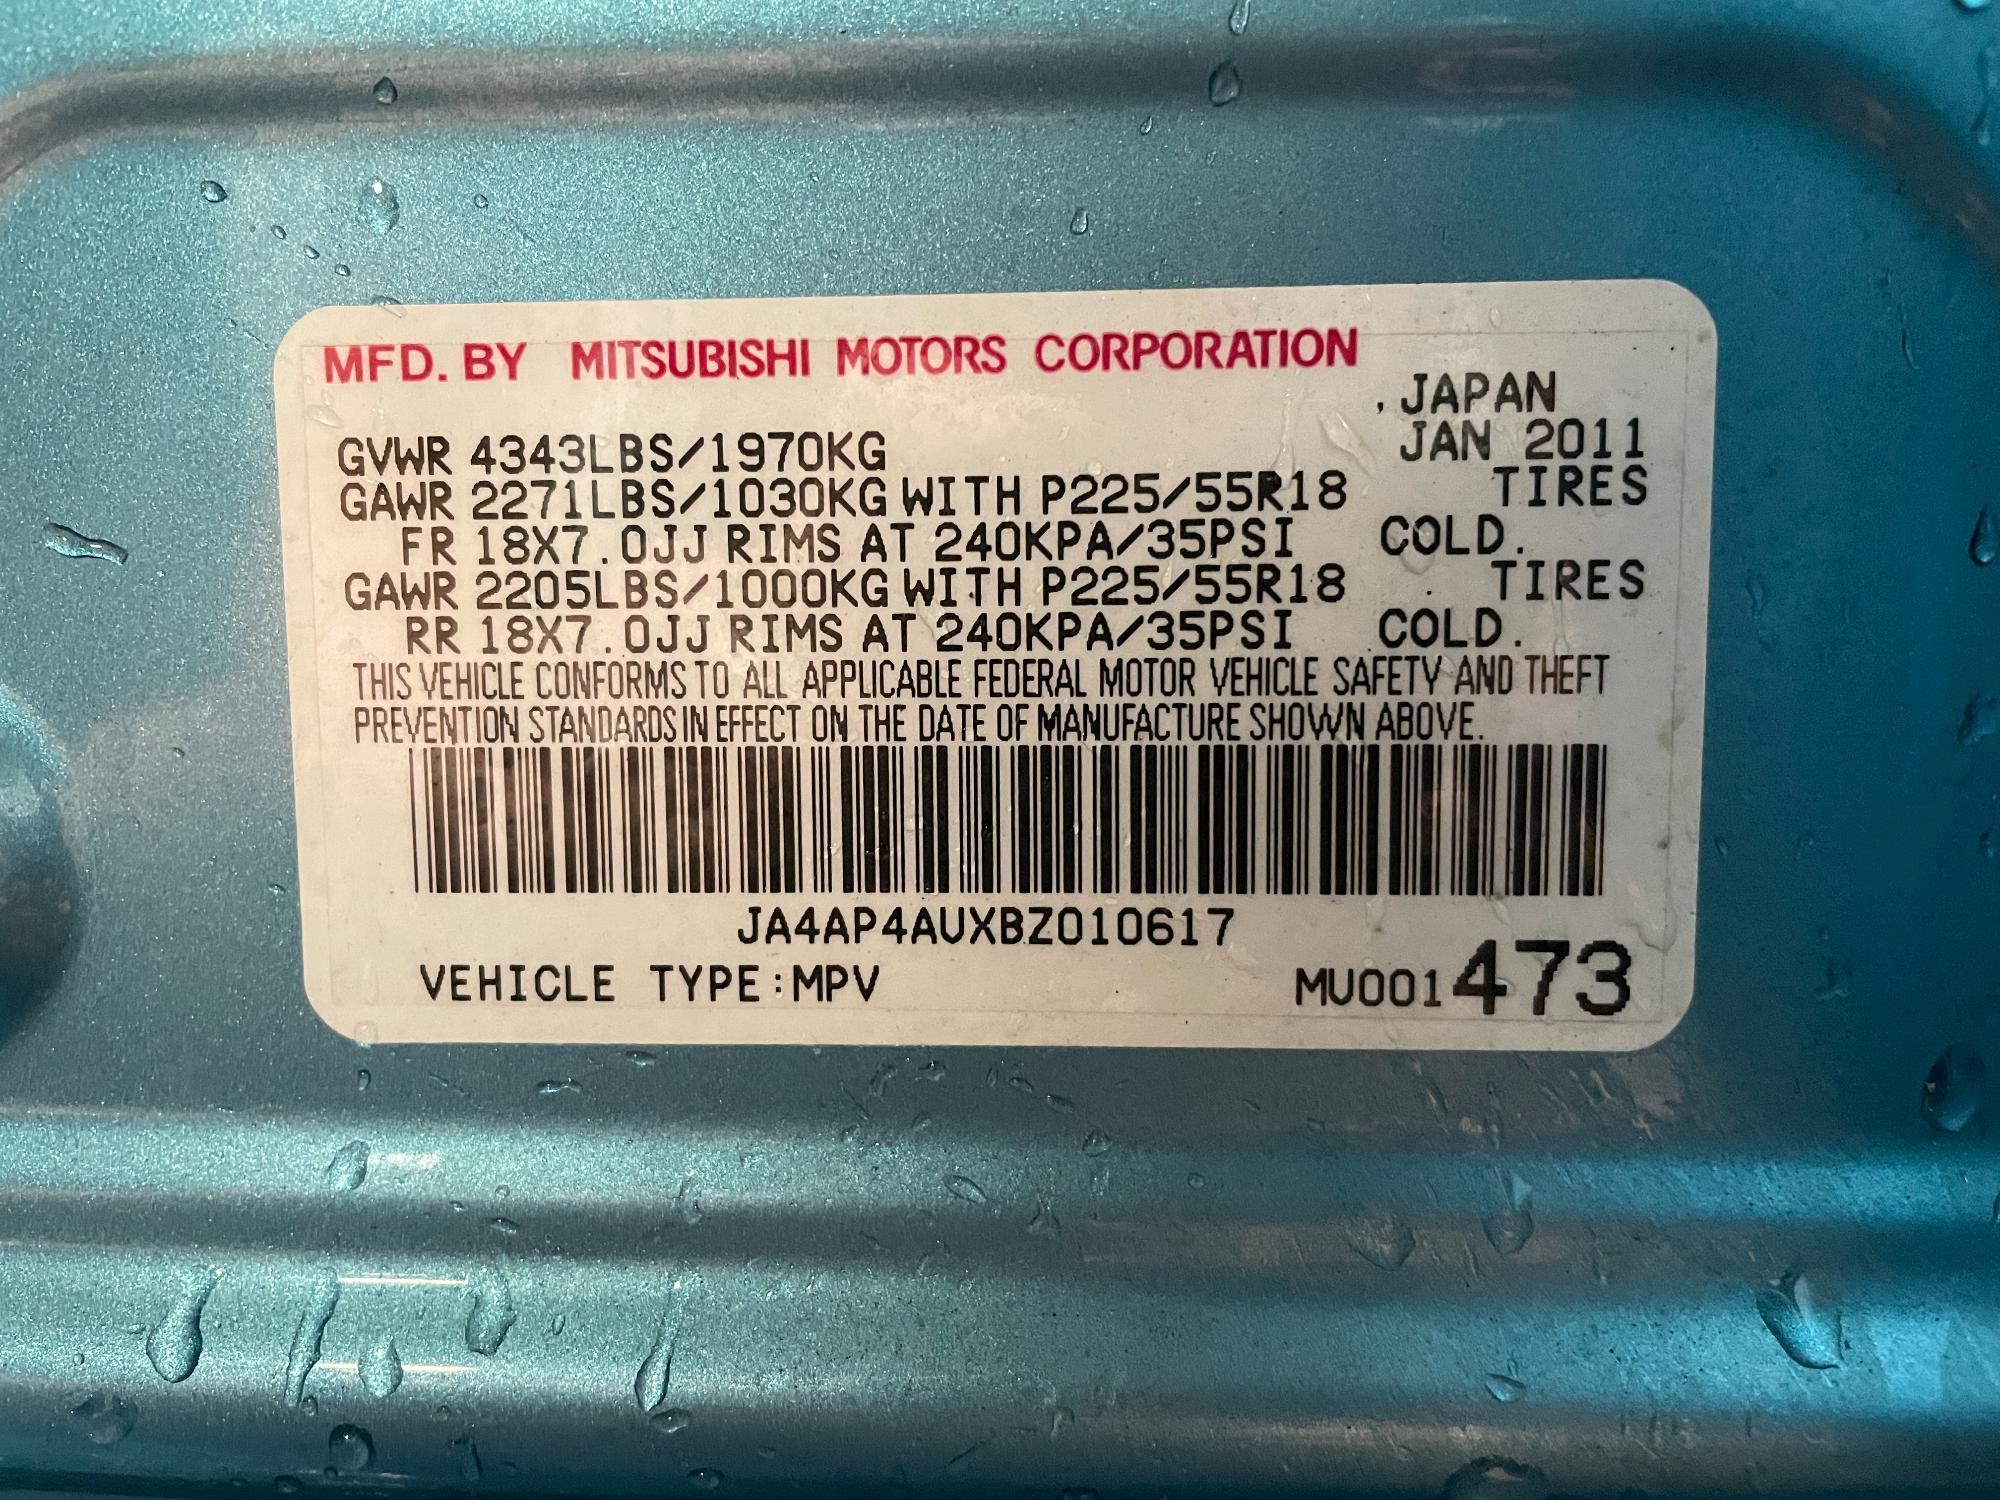 MFD. BY MITSUBISHI MOTORS CORPORATION
, JAPAN
GVWR 4343LBS/1970KG JAN 2011
GAWR 2271LBS/1030KG WITH P225/55R18 TIRES
FR 18X7.0JJ RIMS AT 240KPA/35PSI COLD.
GAWR 2205LBS/1000KG WITH P225/55R18 TIRES
RR 18X7.0JJ RIMS AT 240KPA/35PSI COLD.
THIS VEHICLE CONFORMS TO ALL APPLICABLE FEDERAL MOTOR VEHICLE SAFETY AND THEFT
PREVENTION STANDARDS IN EFFECT ON THE DATE OF MANUFACTURE SHOWN ABOVE.
JA4AP4AUXBZ010617
VEHICLE TYPE:MPV MU001473